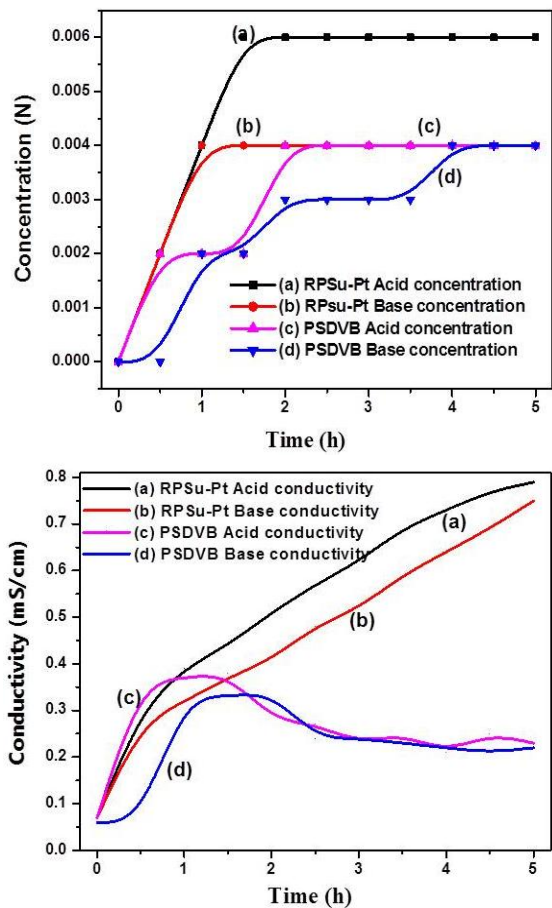 0.006
0.005
0.004
0.003
0.002
0.001
0.000
Concentration (N)
(a)
(b)
(c)
(d)
(a) RPSu-Pt Acid concentration
(b) RPsu-Pt Base concentration
(c) PSDVB Acid concentration
(d) PSDVB Base concentration
0 1 2 3 4 5
Time (h)
0.8
0.7
0.6
0.5
0.4
0.3
0.2
0.1
0.0
Conductivity (mS/cm)
(a) RPSu-Pt Acid conductivity
(b) RPSu-Pt Base conductivity
(c) PSDVB Acid conductivity
(d) PSDVB Base conductivity
(a)
(b)
(c)
(d)
0 1 2 3 4 5
Time (h)